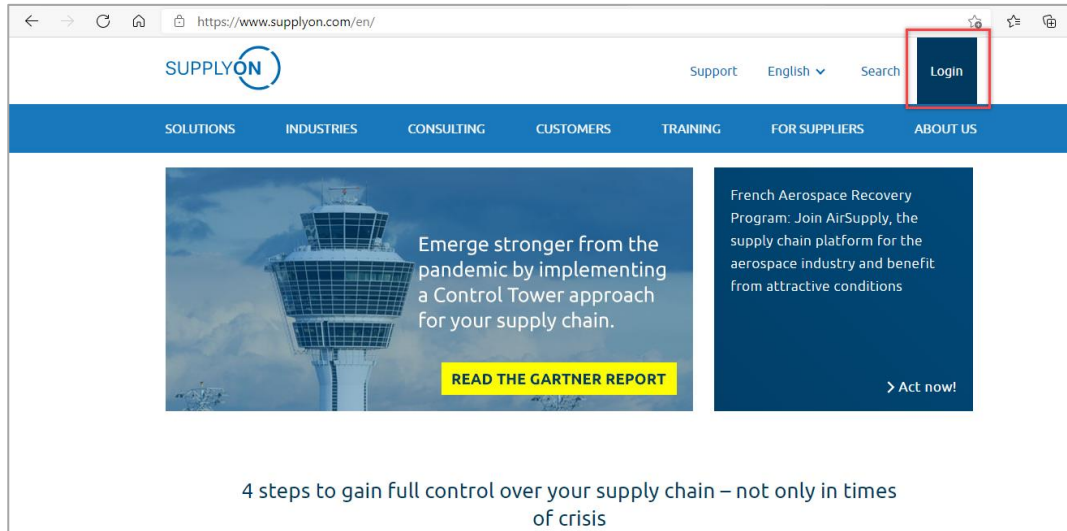 https://www.supplyon.com/en/
SUPPLYON
Support English Search Login
SOLUTIONS INDUSTRIES CONSULTING CUSTOMERS TRAINING FOR SUPPLIERS ABOUT US
Emerge stronger from the
pandemic by implementing
a Control Tower approach
for your supply chain.
READ THE GARTNER REPORT
French Aerospace Recovery
Program: Join AirSupply, the
supply chain platform for the
aerospace industry and benefit
from attractive conditions
Act now!
4 steps to gain full control over your supply chain – not only in times
of crisis